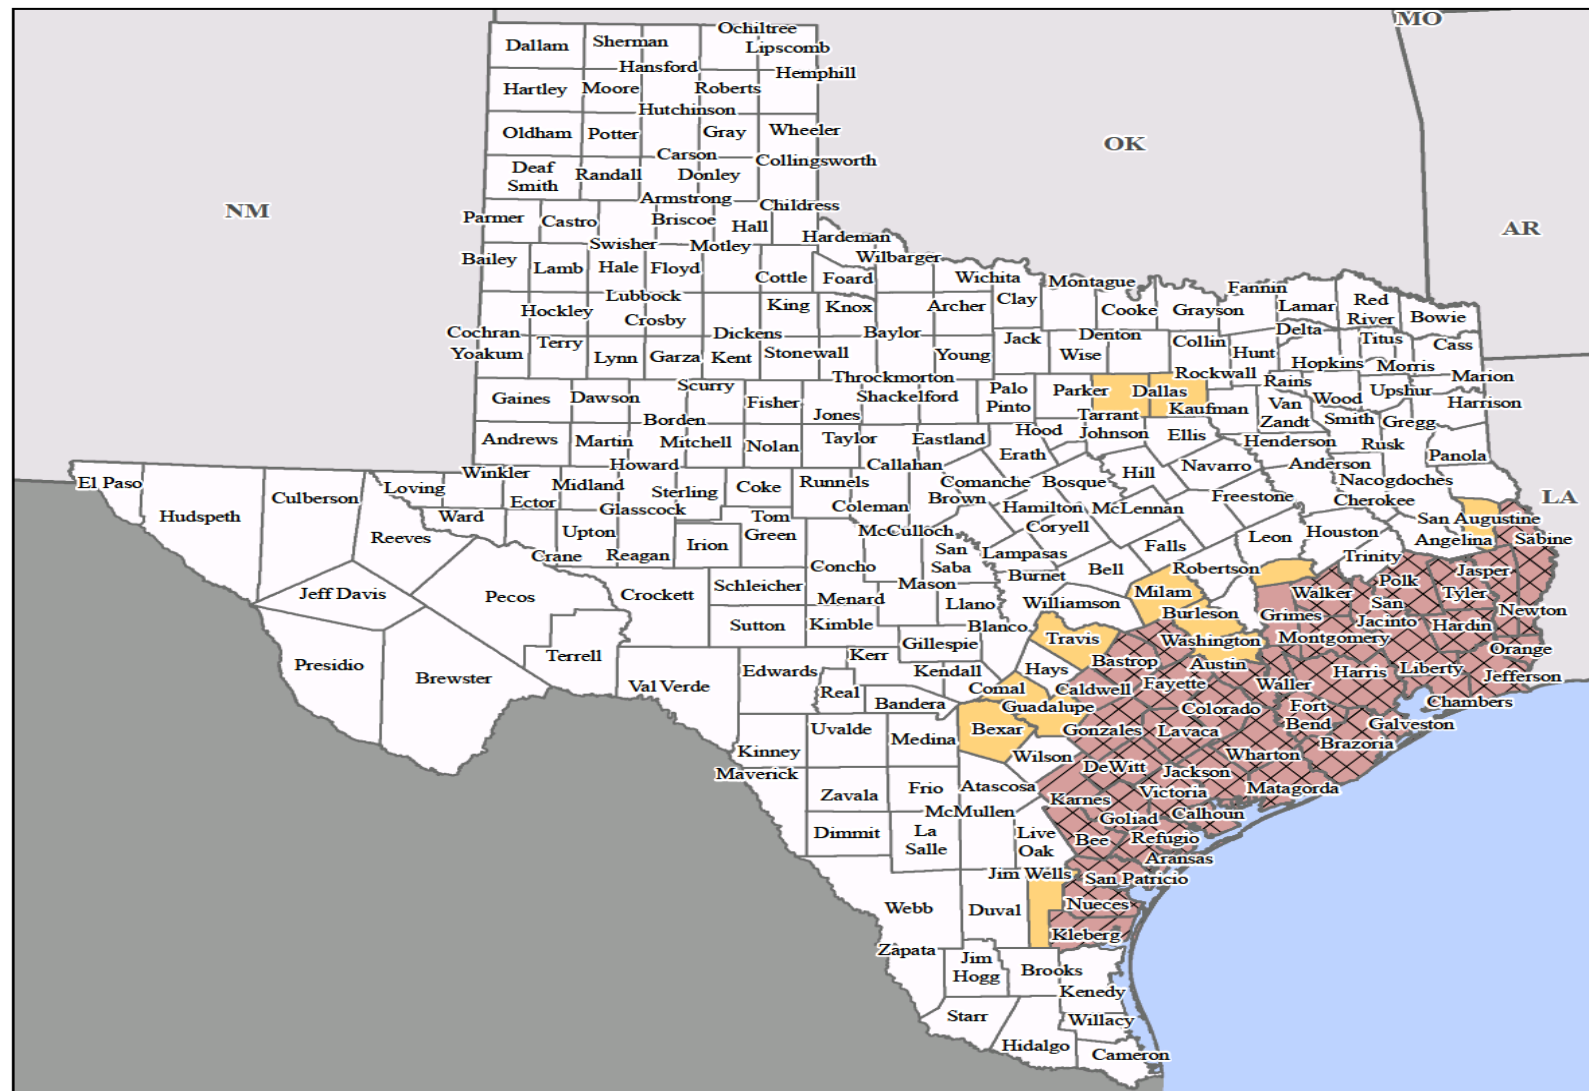 MO
Ochiltree
Dallam
Sherman
Lipscomb
Hansford
Hemphill
Hartley
Moore
Roberts
Hutchinson
OK
Oldham
Potter
Gray
Wheeler
Carson
Collingsworth
Deaf
Smith
Randall
Donley
Armstrong
Childress
NM
AR
Parmer
Castro
Briscoe
Hall
Hardeman
Swisher
Motley
Wilbarger
Bailey
Lamb
Hale
Floyd
Cottle
Foard
Wichita
Montague
Fannin
Clay
Lubbock
Hockley
Crosby
King
Knox
Archer
Cooke
Grayson
Lamar
Red
River
Bowie
Cochran
Dickens
Baylor
Denton
Delta
Titus
Yoakum
Terry
Lynn
Garza
Kent
Stonewall
Young
Jack
Wise
Collin
Hunt
Hopkins
Morris
Cass
Throckmorton
Rockwall
Rains
Marion
Scurry
Gaines
Dawson
Fisher
Shackelford
Palo
Pinto
Parker
Dallas
Kaufman
Van
Zandt
Wood
Upshur
Harrison
Borden
Jones
Tarrant
Smith
Gregg
Andrews
Martin
Mitchell
Nolan
Taylor
Eastland
Hood
Johnson
Ellis
Henderson
Rusk
Panola
Erath
Howard
Callahan
Anderson
El Paso
Winkler
Loving
Midland
Sterling
Coke
Runnels
Comanche
Bosque
Hill
Navarro
Nacogdoches
Culberson
Ector
Glasscock
Coleman
Brown
Hamilton
McLennan
Freestone
Cherokee
LA
Hudspeth
Ward
Tom
Green
McCulloch
Coryell
San Augustine
Reeves
Upton
Irion
Houston
Angelina
Sabine
Leon
Crane
Reagan
San
Saba
Lampasas
Falls
Trinity
Concho
Mason
Burnet
Bell
Robertson
Jeff Davis
Pecos
Crockett
Schleicher
Menard
Llano
Williamson
Milam
Walker
Polk
Jasper
Tyler
Burleson
Grimes
San
Jacinto
Newton
Sutton
Kimble
Blanco
Travis
Washington
Montgomery
Hardin
Presidio
Terrell
Gillespie
Kerr
Hays
Bastrop
Austin
Orange
Brewster
Val Verde
Edwards
Kendall
Harris
Liberty
Jefferson
Real
Bandera
Comal
Caldwell
Fayette
Waller
Chambers
Guadalupe
Colorado
Fort
Bend
Galveston
Uvalde
Medina
Bexar
Gonzales
Lavaca
Brazoria
Kinney
Wilson
Wharton
Maverick
DeWitt
Jackson
Zavala
Frio
Atascosa
Karnes
Victoria
Matagorda
McMullen
Goliad
Calhoun
Dimmit
La
Salle
Live
Oak
Bee
Refugio
Aransas
Jim Wells
San Patricio
Webb
Duval
Nueces
Kleberg
Zapata
Jim
Hogg
Brooks
Kenedy
Starr
Willacy
Hidalgo
Cameron